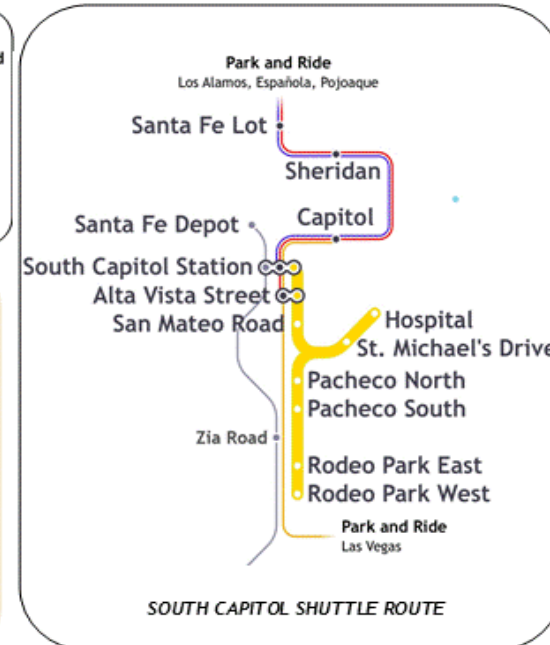 Park and Ride
Los Alamos, Española, Pojoaque
Santa Fe Lot
Sheridan
Capitol
Santa Fe Depot
South Capitol Station
Alta Vista Street
San Mateo Road
Hospital
St. Michael's Drive
Pacheco North
Pacheco South
Zia Road
Rodeo Park East
Rodeo Park West
Park and Ride
Las Vegas
SOUTH CAPITOL SHUTTLE ROUTE